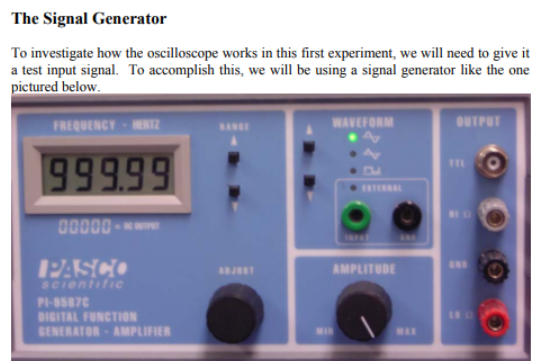 The Signal Generator
To investigate how the oscilloscope works in this first experiment, we will need to give it
a test input signal. To accomplish this, we will be using a signal generator like the one
pictured below.
FREQUENCY - HERTZ
RANGE
WAVEFORM
OUTPUT
999.99
TTL
EXTERNAL
00000 = DC OUTPUT
HI Ω
INPUT
GND
PASCO
scientific
ADJUST
AMPLITUDE
GND
PI-9587C
DIGITAL FUNCTION
GENERATOR - AMPLIFIER
MIN
MAX
LO Ω